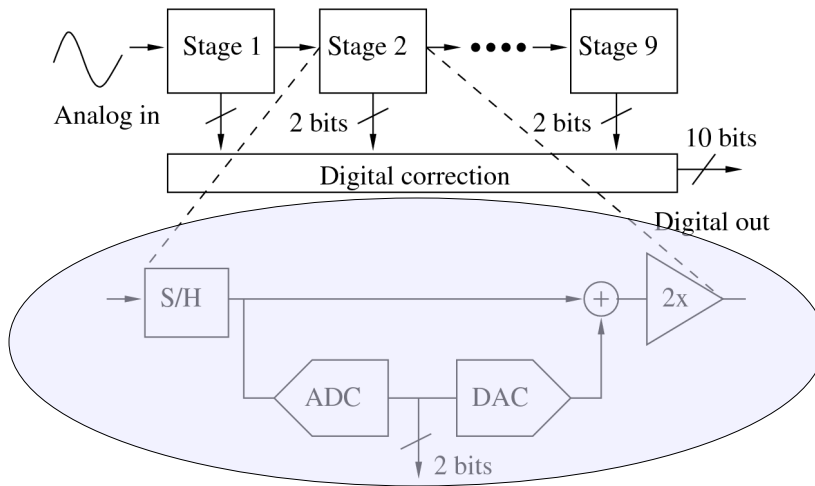 Stage 1
Stage 2
Stage 9
Analog in
2 bits
2 bits
10 bits
Digital correction
Digital out
S/H
+
2x
ADC
DAC
2 bits